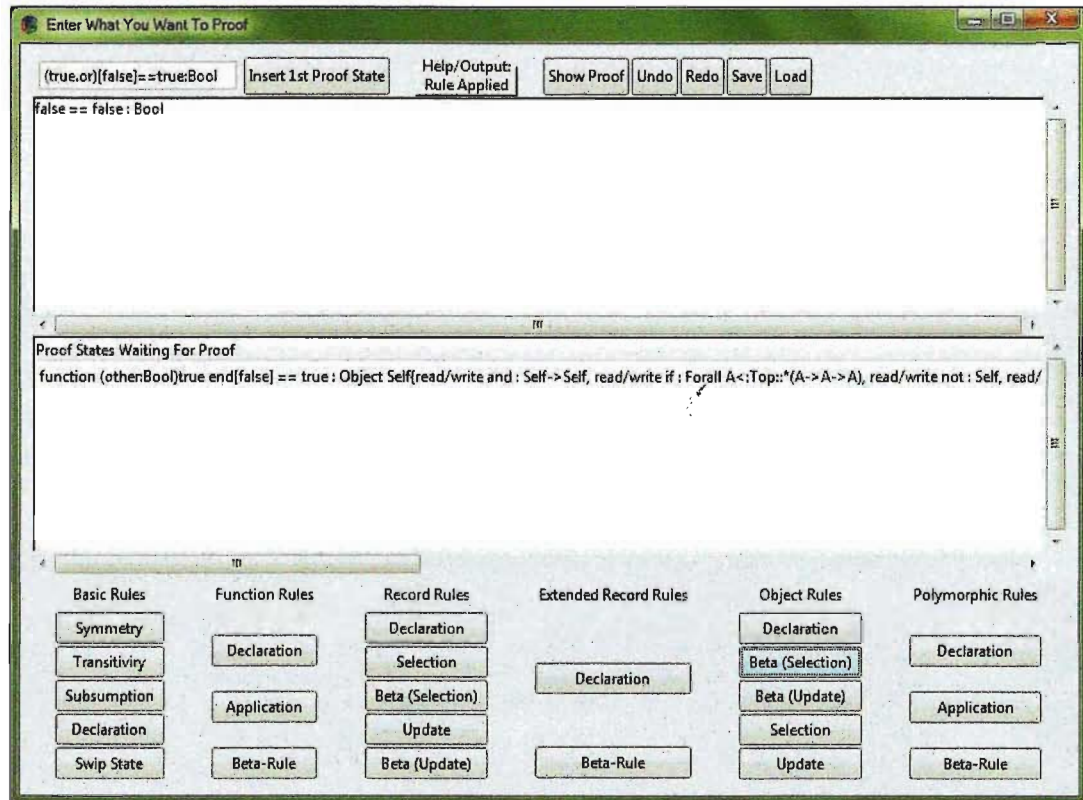 Enter What You Want To Proof
(true.or)[false]==true:Bool Insert 1st Proof State Help/Output: Rule Applied Show Proof Undo Redo Save Load
false == false : Bool
Proof States Waiting For Proof
function (other:Bool)true end[false] == true : Object Self{read/write and : Self->Self, read/write if : Forall A<:Top::*(A->A->A), read/write not : Self, read/
Basic Rules Function Rules Record Rules Extended Record Rules Object Rules Polymorphic Rules
Symmetry Declaration Declaration
Transitiviry Declaration Selection Declaration Beta (Selection) Declaration
Subsumption Application Beta (Selection) Beta (Update) Application
Declaration Update Selection
Swip State Beta-Rule Beta (Update) Beta-Rule Update Beta-Rule